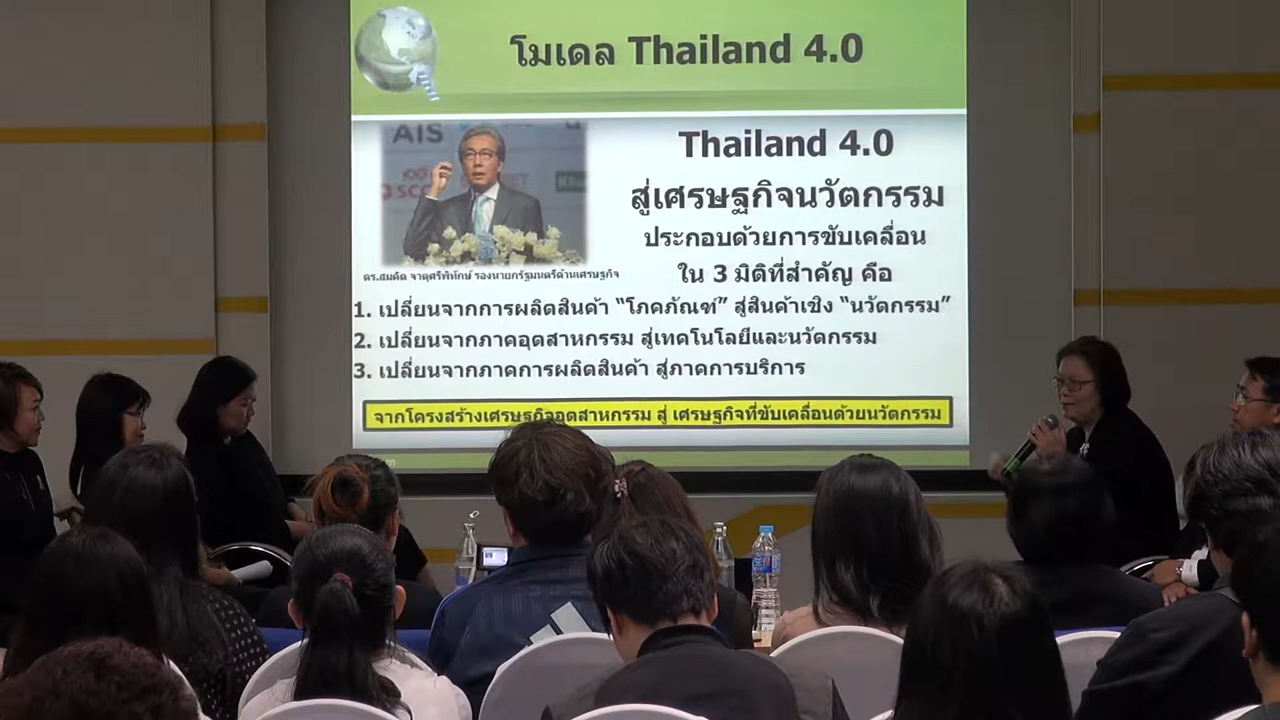 โมเดล Thailand 4.0
AIS
Thailand 4.0
สู่เศรษฐกิจนวัตกรรม
ประกอบด้วยการขับเคลื่อน
ใน 3 มิติที่สำคัญ คือ
ดร.สมคิด จาตุศรีพิทักษ์ รองนายกรัฐมนตรีด้านเศรษฐกิจ
1. เปลี่ยนจากการผลิตสินค้า “โภคภัณฑ์” สู่สินค้าเชิง “นวัตกรรม”
2. เปลี่ยนจากภาคอุตสาหกรรม สู่เทคโนโลยีและนวัตกรรม
3. เปลี่ยนจากภาคการผลิตสินค้า สู่ภาคการบริการ
จากโครงสร้างเศรษฐกิจอุตสาหกรรม สู่ เศรษฐกิจที่ขับเคลื่อนด้วยนวัตกรรม